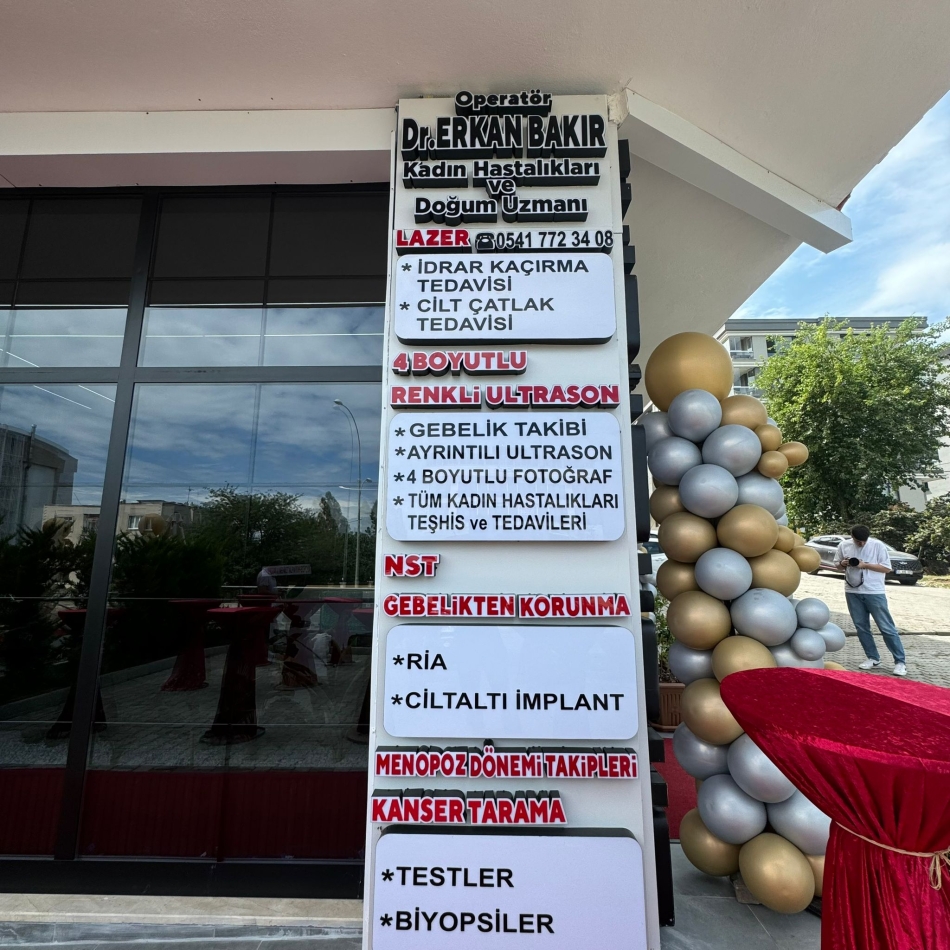 Operatör
Dr.ERKAN BAKIR
Kadın Hastalıkları
ve
Doğum Uzmanı
LAZER ☎0541 772 34 08
* İDRAR KAÇIRMA
TEDAVİSİ
* CİLT ÇATLAK
TEDAVİSİ
4 BOYUTLU
RENKLİ ULTRASON
*GEBELİK TAKİBİ
*AYRINTILI ULTRASON
*4 BOYUTLU FOTOĞRAF
*TÜM KADIN HASTALIKLARI
TEŞHİS ve TEDAVİLERİ
NST
GEBELİKTEN KORUNMA
*RİA
*CİLTALTI İMPLANT
MENOPOZ DÖNEMİ TAKİPLERİ
KANSER TARAMA
*TESTLER
*BİYOPSİLER